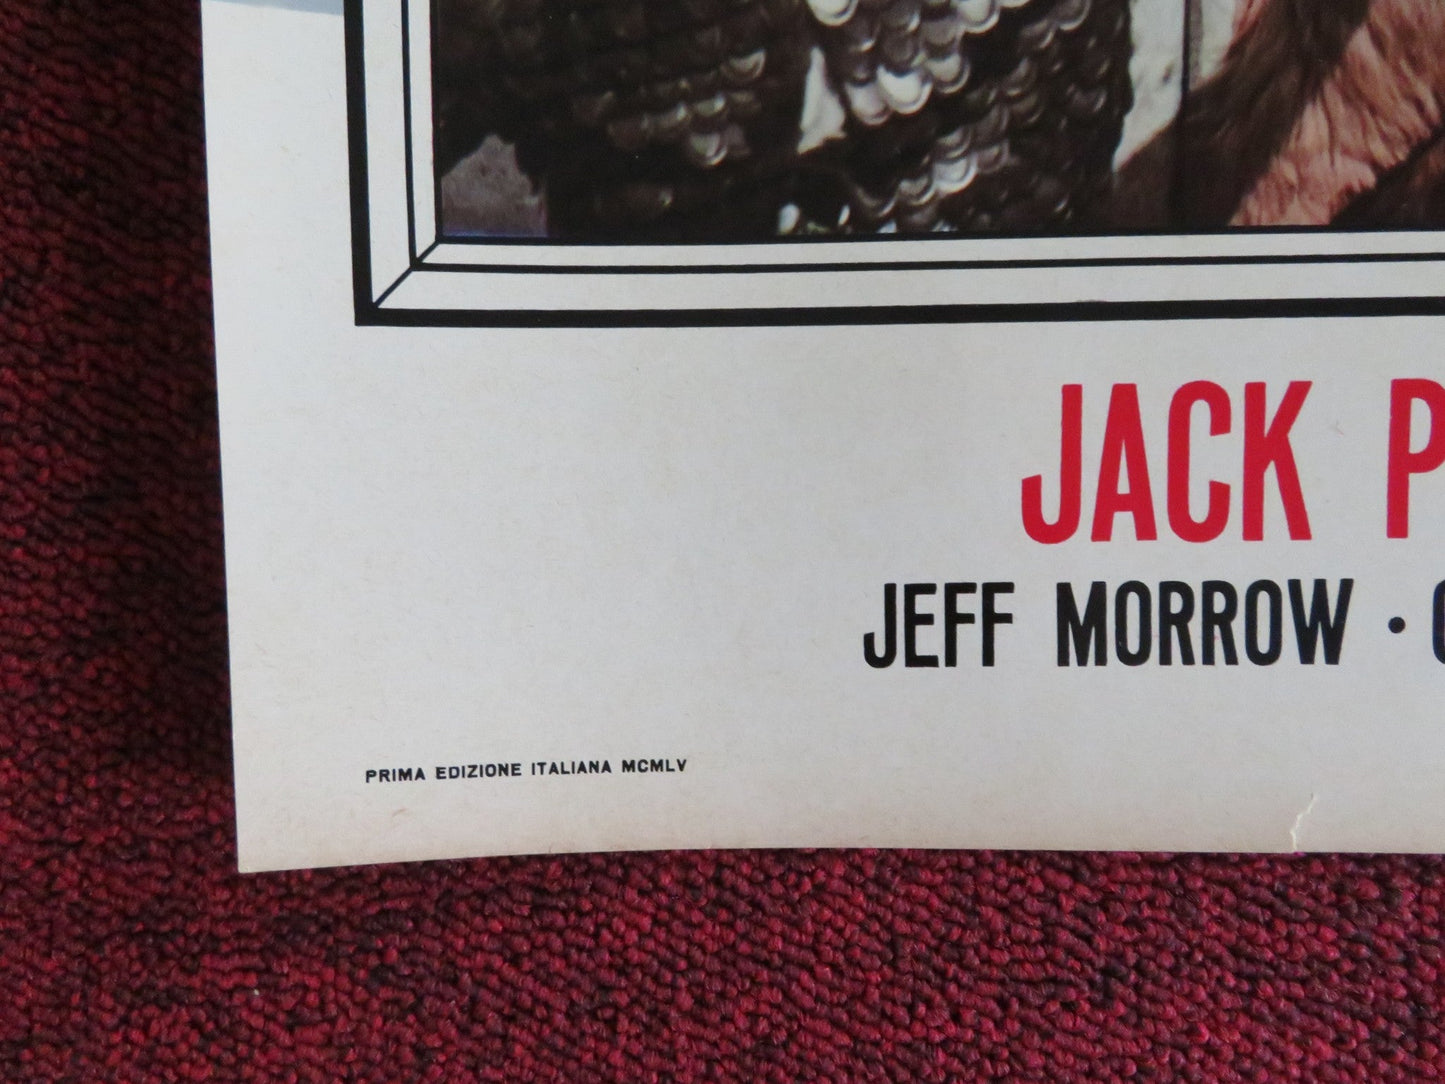 JACK P
JEFF MORROW ·
PRIMA EDIZIONE ITALIANA MCMLV